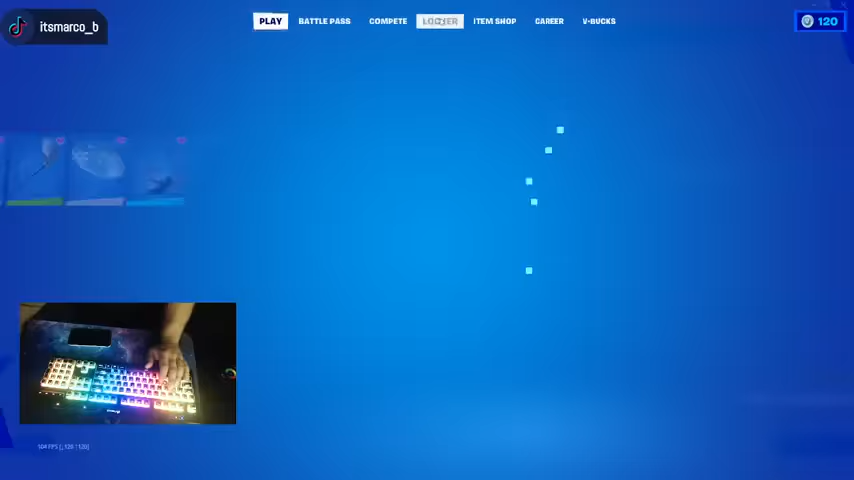 itsmarco_b
PLAY BATTLE PASS COMPETE LOCKER ITEM SHOP CAREER V-BUCKS
120